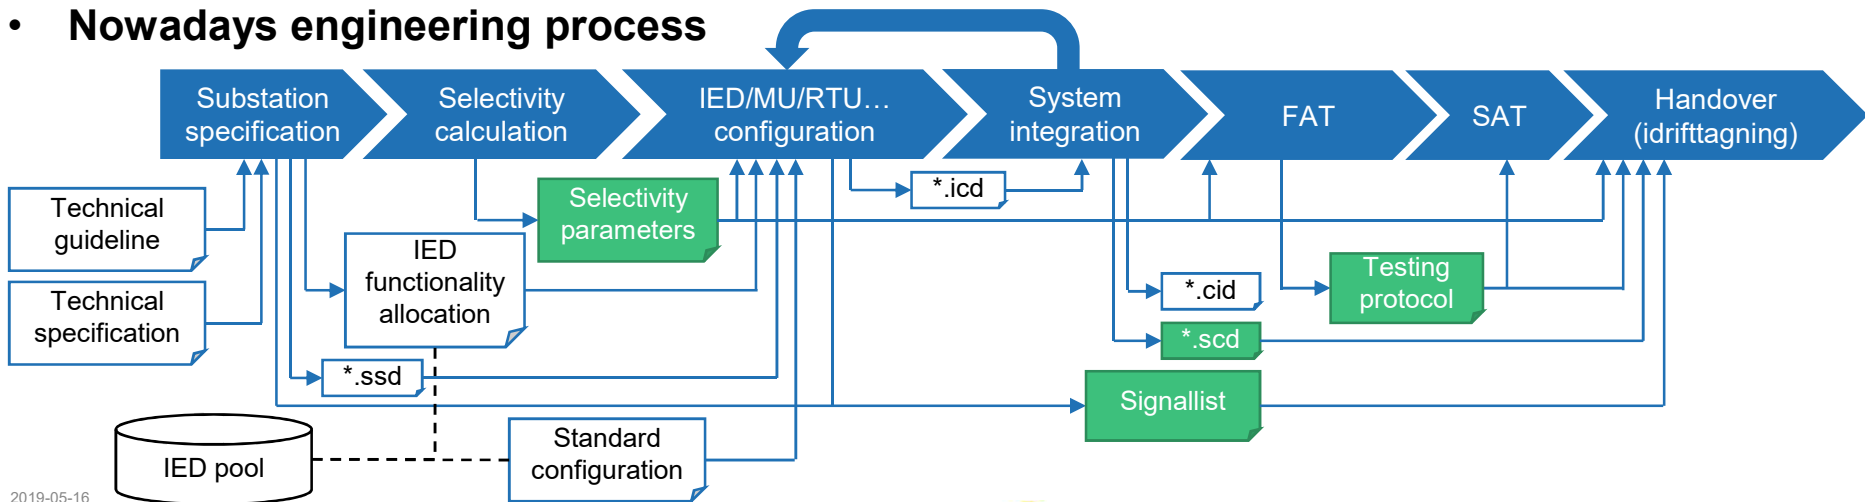 • Nowadays engineering process
Substation
specification
Selectivity
calculation
IED/MU/RTU…
configuration
System
integration
FAT
SAT
Handover
(idrifttagning)
Technical
guideline
Technical
specification
Selectivity
parameters
*.icd
IED
functionality
allocation
*.cid
Testing
protocol
*.scd
*.ssd
Signallist
IED pool
Standard
configuration
2019-05-16